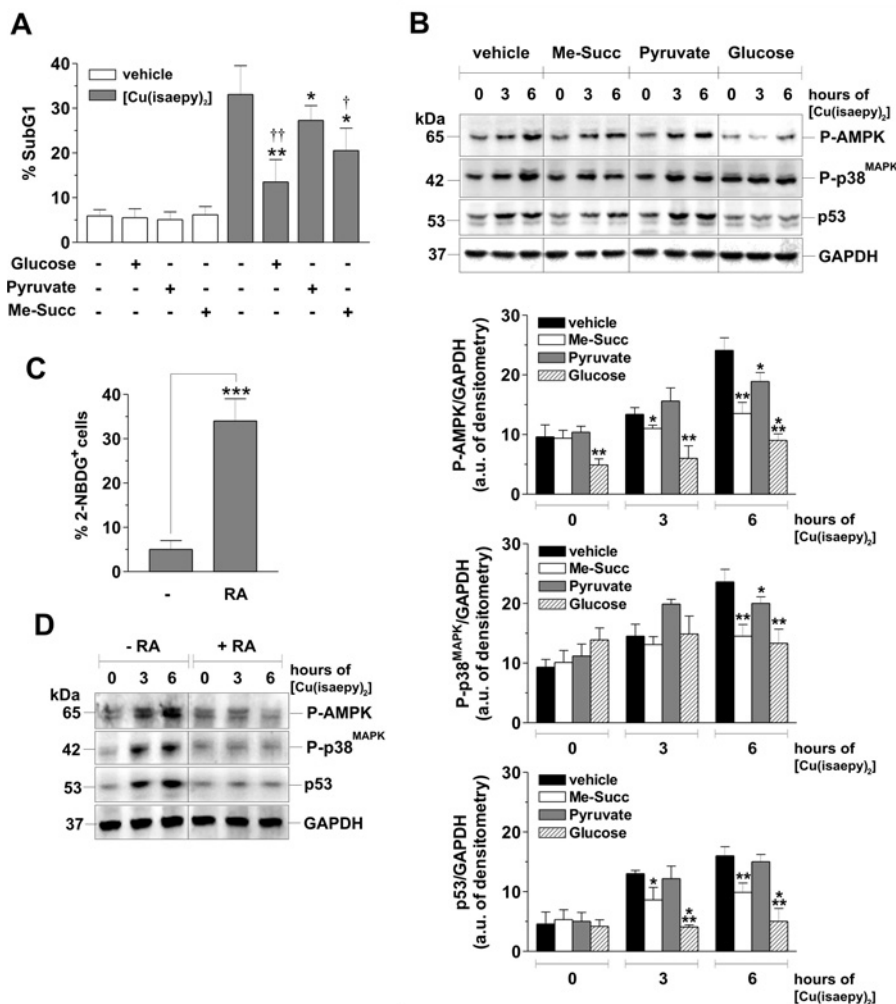 A
% SubG1
40
30
20
10
0
vehicle
[Cu(isaepy)₂]
††
**
*
†
*
Glucose - + - - - + - -
Pyruvate - - + - - - + -
Me-Succ - - - + - - - +
B
vehicle Me-Succ Pyruvate Glucose
0 3 6 0 3 6 0 3 6 0 3 6 hours of
[Cu(isaepy)₂]
kDa
65 P-AMPK
42 P-p38ᴹᴬᴾᴷ
53 p53
37 GAPDH
P-AMPK/GAPDH
(a.u. of densitometry)
30
20
10
0
vehicle
Me-Succ
Pyruvate
Glucose
** * ** ** * *
**
0 3 6 hours of
[Cu(isaepy)₂]
P-p38ᴹᴬᴾᴷ/GAPDH
(a.u. of densitometry)
30
20
10
0
vehicle
Me-Succ
Pyruvate
Glucose
** * **
0 3 6 hours of
[Cu(isaepy)₂]
p53/GAPDH
(a.u. of densitometry)
30
20
10
0
vehicle
Me-Succ
Pyruvate
Glucose
* *
**
** *
**
0 3 6 hours of
[Cu(isaepy)₂]
C
% 2-NBDG⁺ cells
40
30
20
10
0
***
- RA
D
- RA + RA
0 3 6 0 3 6 hours of
[Cu(isaepy)₂]
kDa
65 P-AMPK
42 P-p38ᴹᴬᴾᴷ
53 p53
37 GAPDH